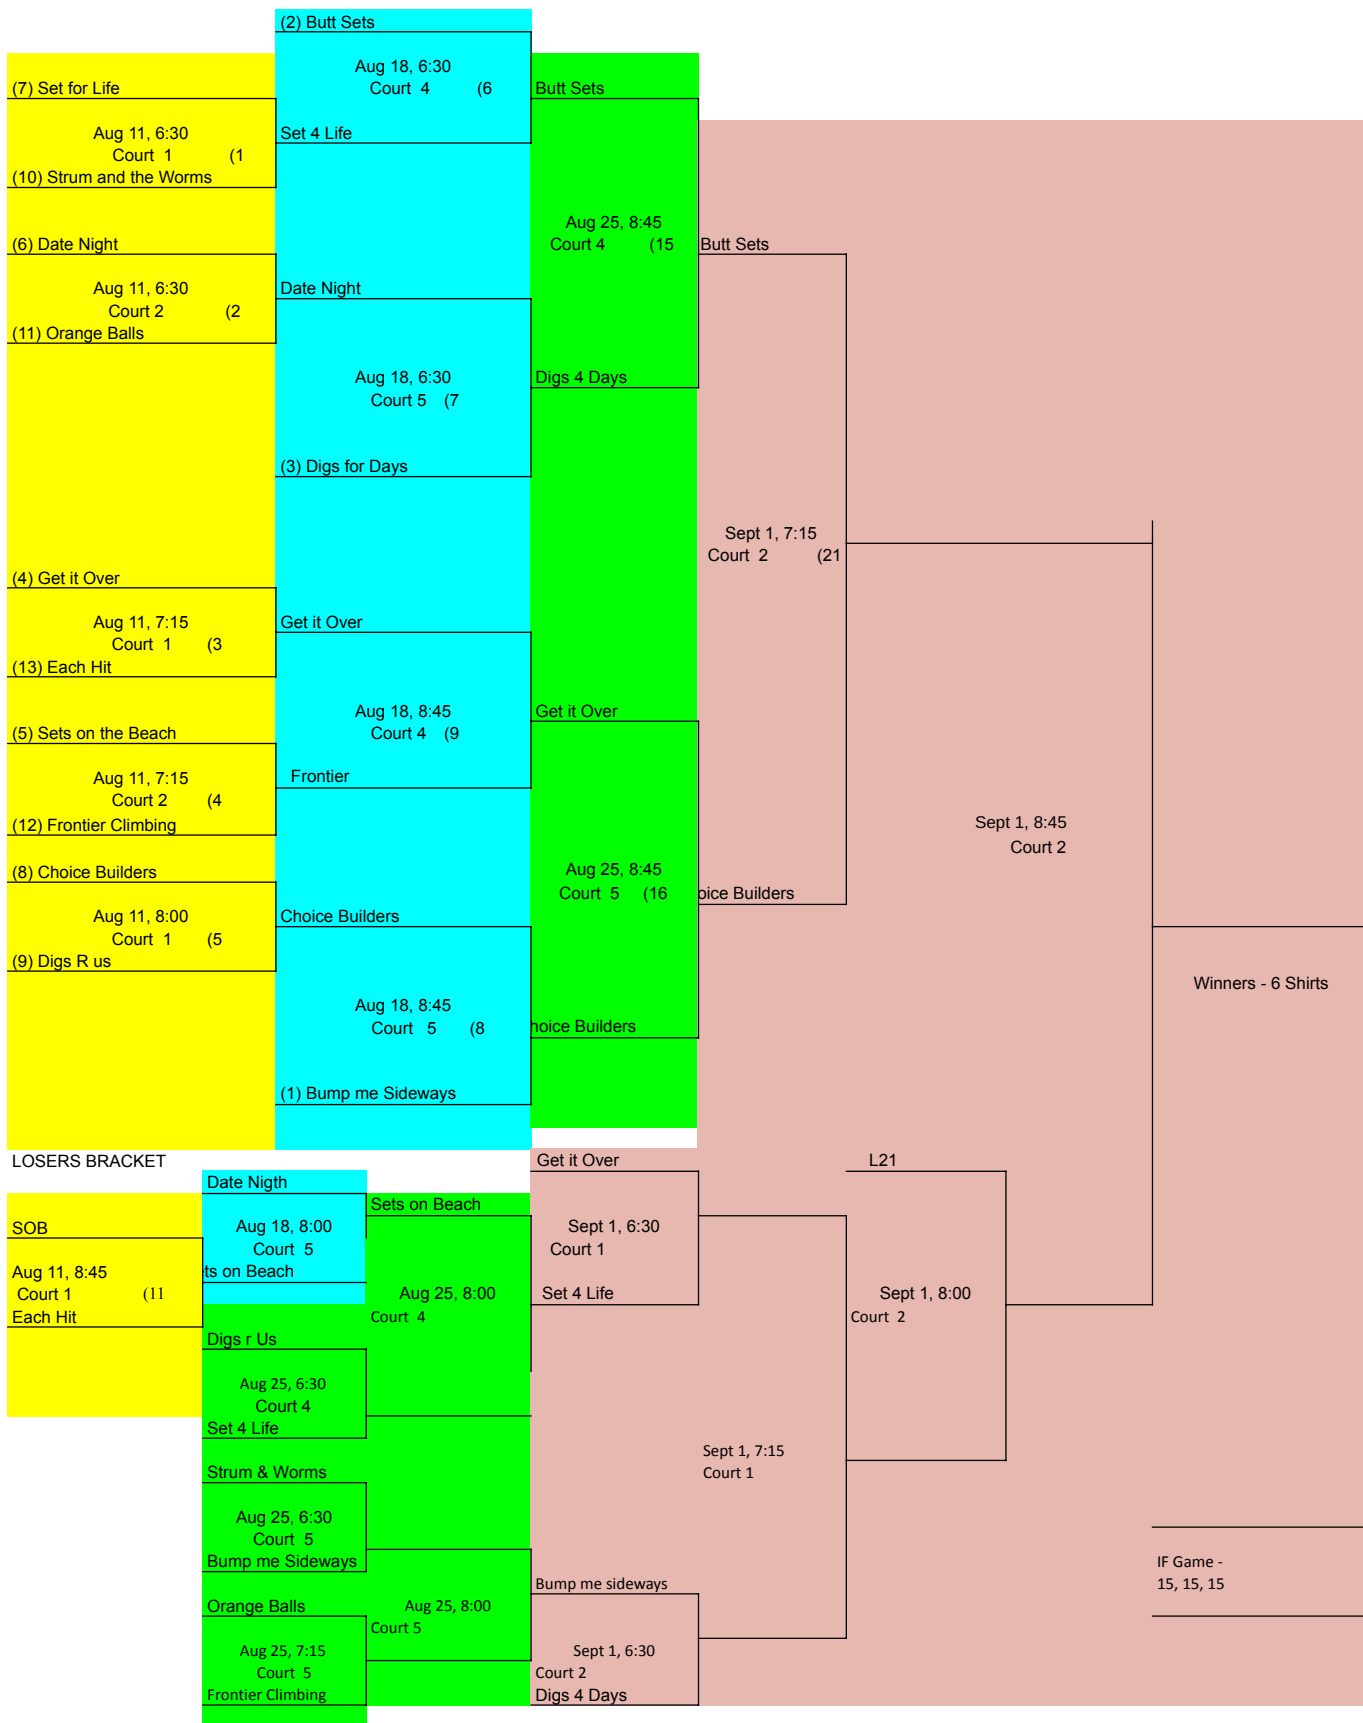 (2) Butt Sets
Aug 18, 6:30
Court 4 (6
(7) Set for Life
Butt Sets
Aug 11, 6:30
Court 1 (1
Set 4 Life
(10) Strum and the Worms
Aug 25, 8:45
Court 4 (15
(6) Date Night
Butt Sets
Aug 11, 6:30
Court 2 (2
Date Night
(11) Orange Balls
Aug 18, 6:30
Court 5 (7
Digs 4 Days
(3) Digs for Days
Sept 1, 7:15
Court 2 (21
(4) Get it Over
Aug 11, 7:15
Court 1 (3
Get it Over
(13) Each Hit
Aug 18, 8:45
Court 4 (9
Get it Over
(5) Sets on the Beach
Aug 11, 7:15
Court 2 (4
Frontier
(12) Frontier Climbing
Sept 1, 8:45
Court 2
(8) Choice Builders
Aug 25, 8:45
Court 5 (16
oice Builders
Aug 11, 8:00
Court 1 (5
Choice Builders
(9) Digs R us
Winners - 6 Shirts
Aug 18, 8:45
Court 5 (8
hoice Builders
(1) Bump me Sideways
LOSERS BRACKET
Get it Over
L21
Date Nigth
Sets on Beach
SOB
Aug 18, 8:00
Court 5
Sept 1, 6:30
Court 1
Aug 11, 8:45
Court 1 (11
ts on Beach
Each Hit
Aug 25, 8:00
Court 4
Set 4 Life
Sept 1, 8:00
Court 2
Digs r Us
Aug 25, 6:30
Court 4
Set 4 Life
Sept 1, 7:15
Court 1
Strum & Worms
Aug 25, 6:30
Court 5
Bump me Sideways
IF Game -
15, 15, 15
Bump me sideways
Orange Balls
Aug 25, 8:00
Court 5
Aug 25, 7:15
Court 5
Sept 1, 6:30
Court 2
Frontier Climbing
Digs 4 Days